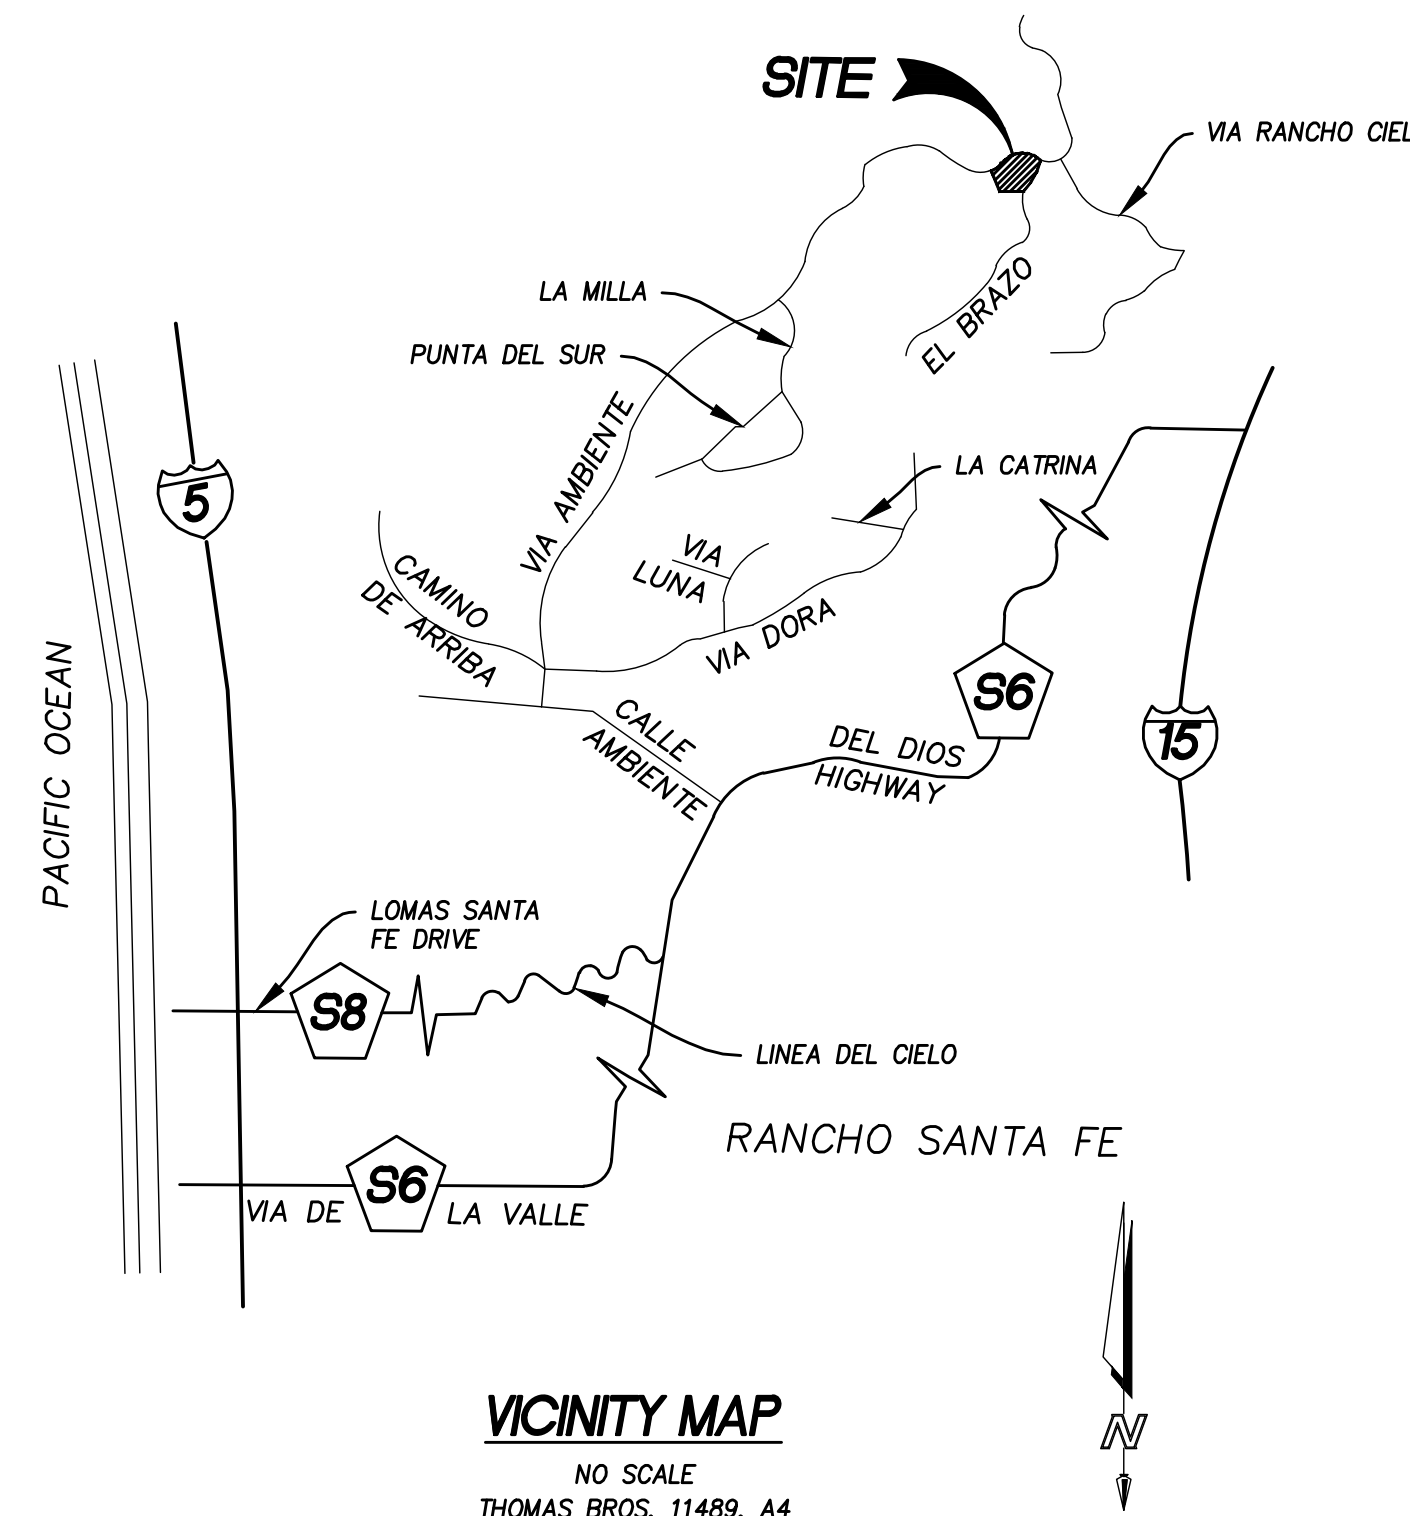 SITE
VIA RANCHO CIEL
LA MILLA
PUNTA DEL SUR
EL BRAZO
VIA AMBIENTE
LA CATRINA
5
CAMINO
DE ARRIBA
VIA
LUNA
VIA DORA
S6
15
CALLE
AMBIENTE
DEL DIOS
HIGHWAY
PACIFIC OCEAN
LOMAS SANTA
FE DRIVE
S8
LINEA DEL CIELO
RANCHO SANTA FE
S6
VIA DE LA VALLE
N
VICINITY MAP
NO SCALE
THOMAS BROS. 11489, A4